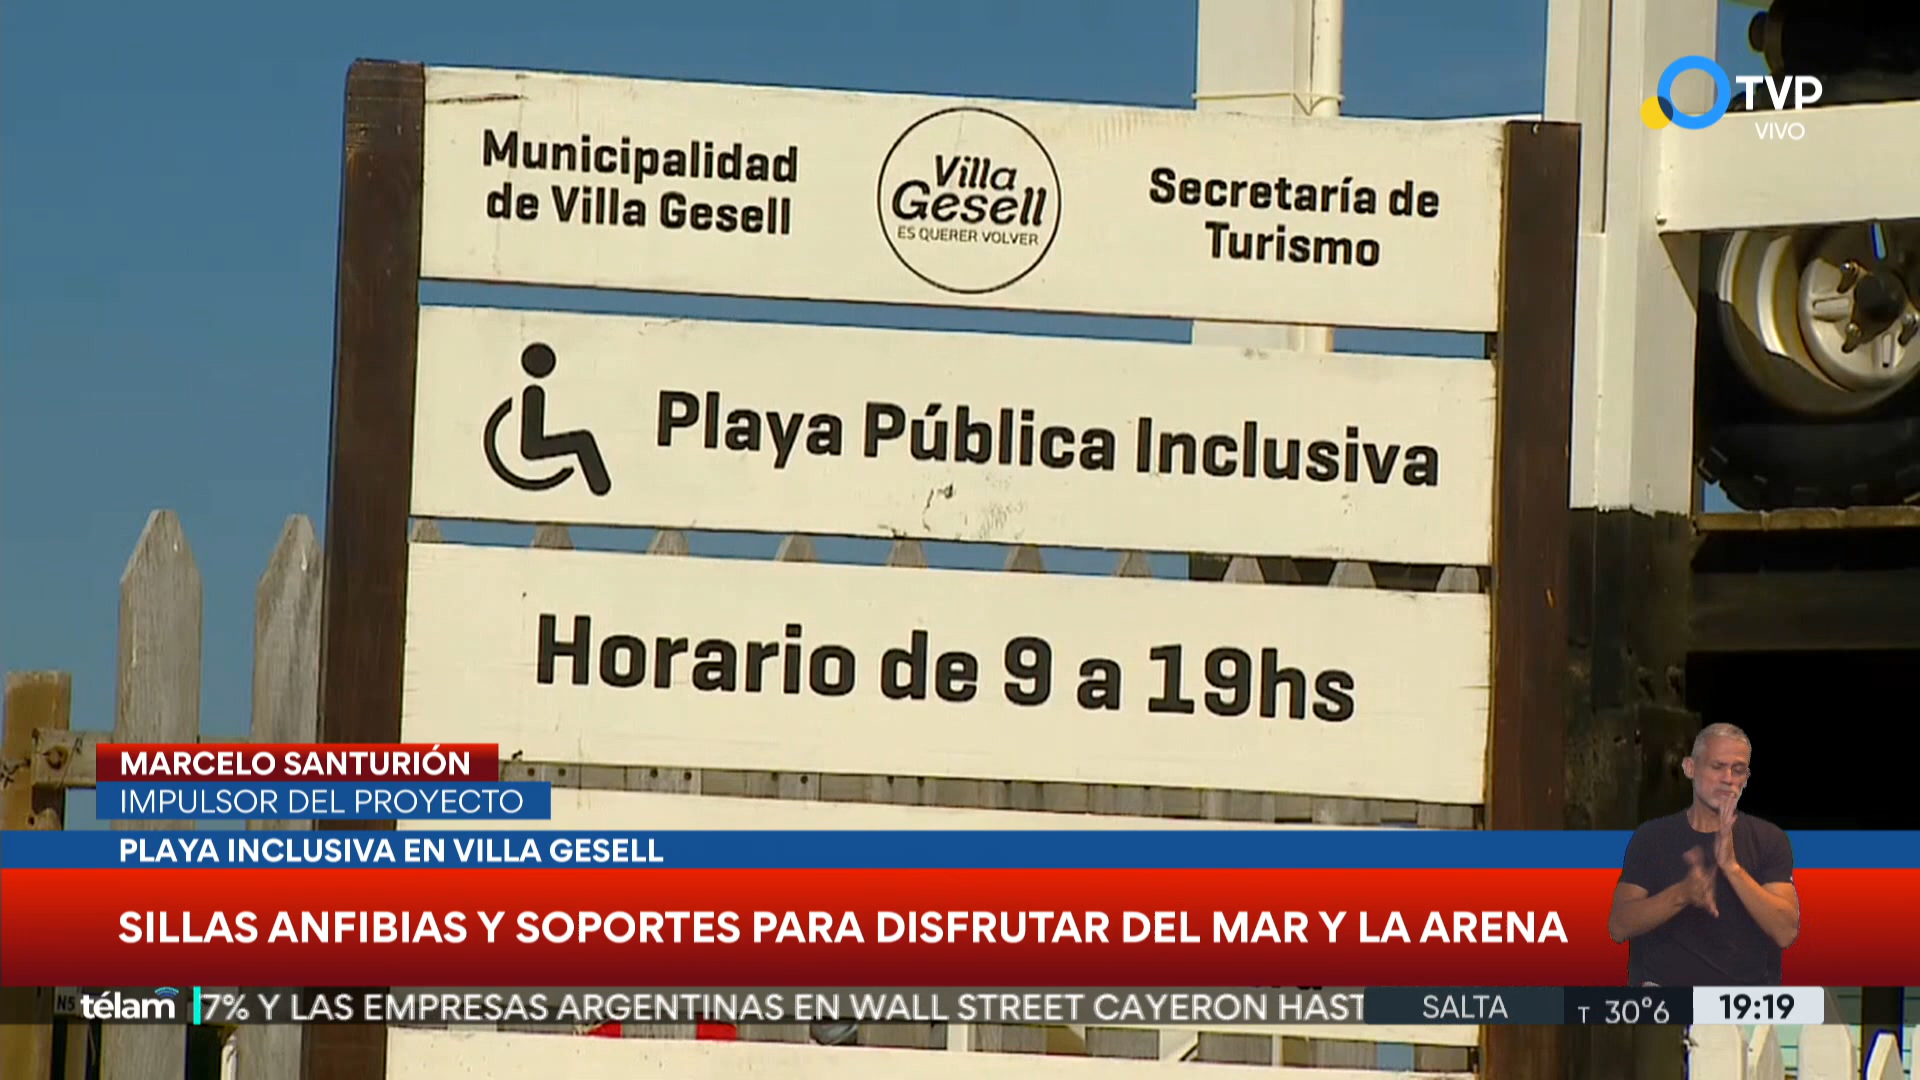 Municipalidad
de Villa Gesell
Villa
Gesell
ES QUERER VOLVER
Secretaría de
Turismo
TVP
VIVO
Playa Pública Inclusiva
Horario de 9 a 19hs
MARCELO SANTURIÓN
IMPULSOR DEL PROYECTO
PLAYA INCLUSIVA EN VILLA GESELL
SILLAS ANFIBIAS Y SOPORTES PARA DISFRUTAR DEL MAR Y LA ARENA
N5 télam 7% Y LAS EMPRESAS ARGENTINAS EN WALL STREET CAYERON HAST SALTA T 30°6 19:19